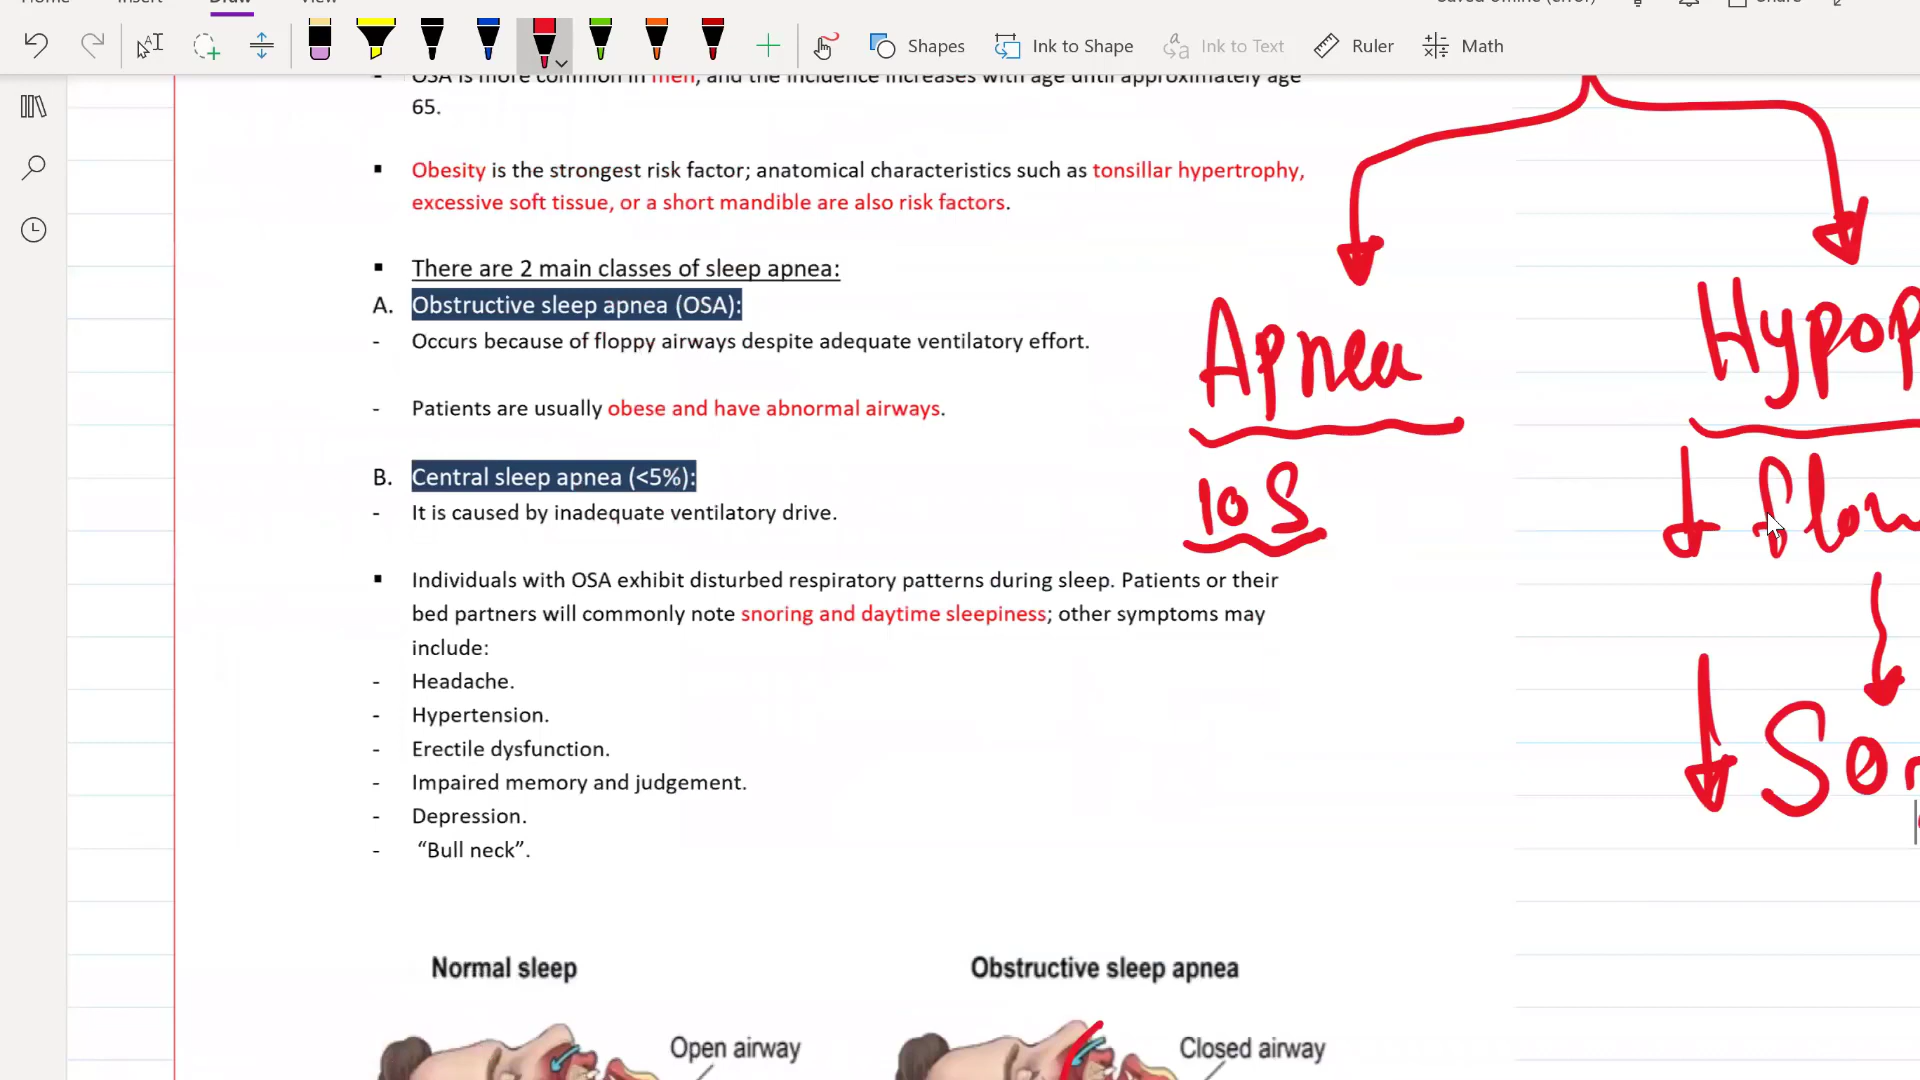 Home Insert Draw View Saved online (error) Share
Shapes Ink to Shape Ink to Text Ruler Math
- OSA is more common in men, and the incidence increases with age until approximately age
65.
▪ Obesity is the strongest risk factor; anatomical characteristics such as tonsillar hypertrophy,
excessive soft tissue, or a short mandible are also risk factors.
▪ There are 2 main classes of sleep apnea:
A. Obstructive sleep apnea (OSA):
- Occurs because of floppy airways despite adequate ventilatory effort.
- Patients are usually obese and have abnormal airways.
B. Central sleep apnea (<5%):
- It is caused by inadequate ventilatory drive.
▪ Individuals with OSA exhibit disturbed respiratory patterns during sleep. Patients or their
bed partners will commonly note snoring and daytime sleepiness; other symptoms may
include:
- Headache.
- Hypertension.
- Erectile dysfunction.
- Impaired memory and judgement.
- Depression.
- “Bull neck”.
Apnea
10 S
Hypop
↓ flow
Normal sleep
Obstructive sleep apnea
Open airway
Closed airway